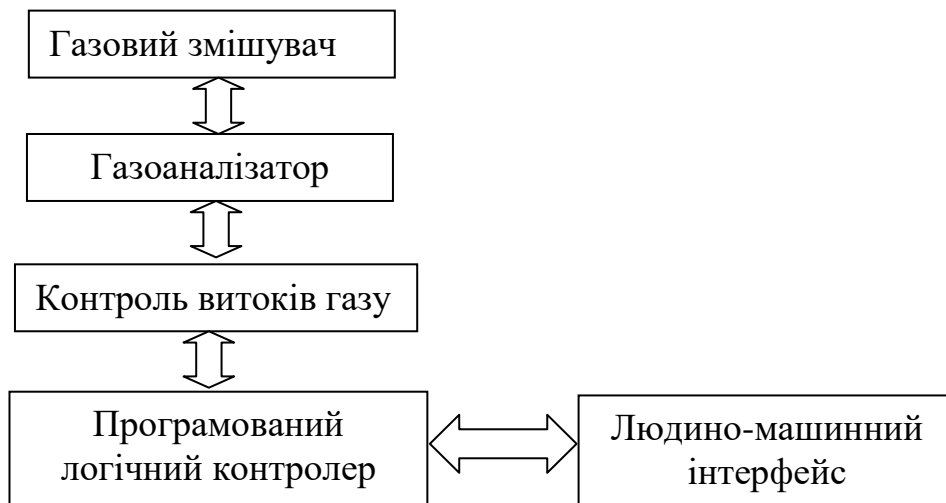 Газовий змішувач
Газоаналізатор
Контроль витоків газу
Програмований
логічний контролер
Людино-машинний
інтерфейс